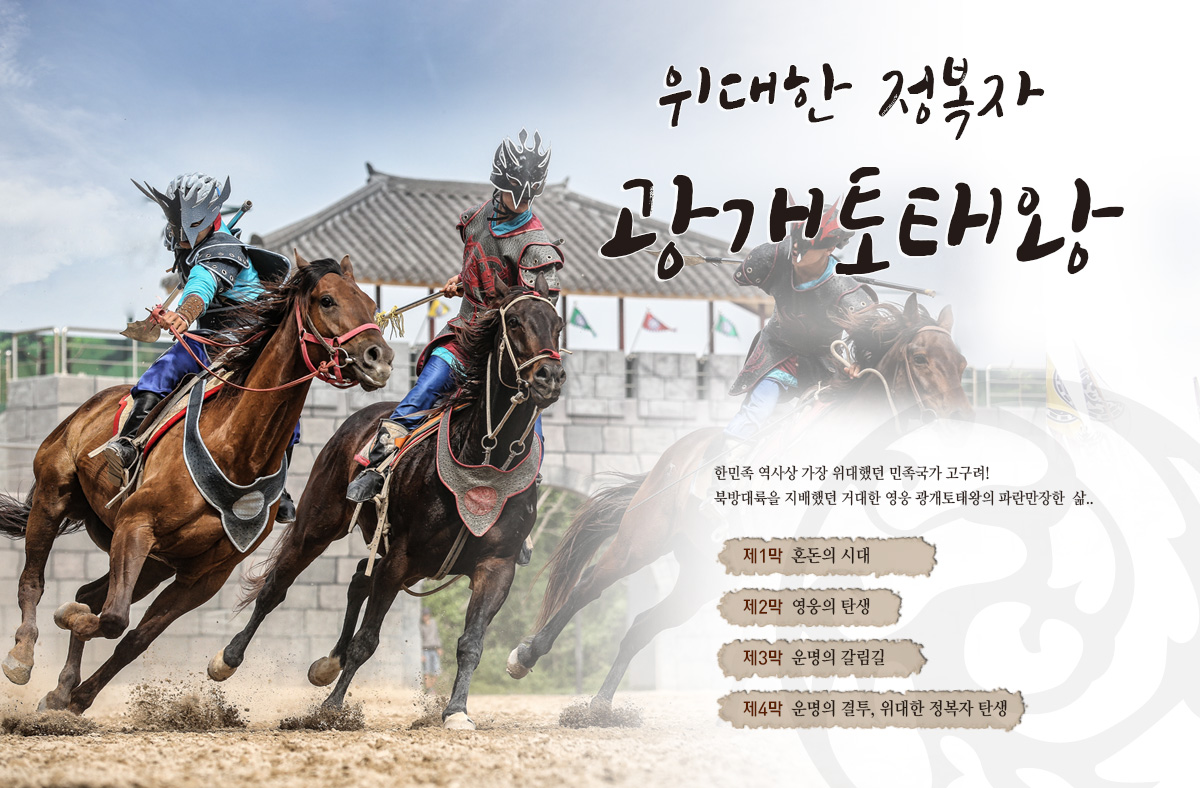 위대한 정복자
광개토태왕
한민족 역사상 가장 위대했던 민족국가 고구려!
북방대륙을 지배했던 거대한 영웅 광개토태왕의 파란만장한 삶..
제1막 혼돈의 시대
제2막 영웅의 탄생
제3막 운명의 갈림길
제4막 운명의 결투, 위대한 정복자 탄생